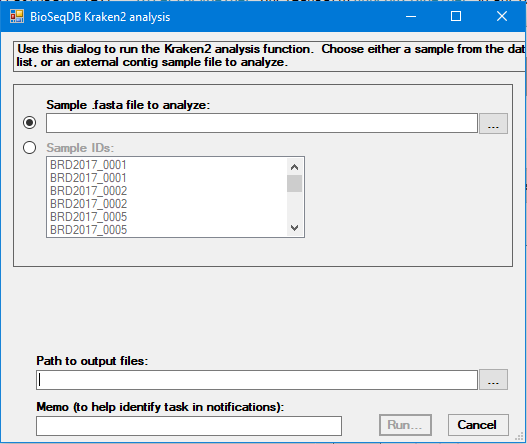 BioSeqDB Kraken2 analysis
Use this dialog to run the Kraken2 analysis function. Choose either a sample from the dat
list, or an external contig sample file to analyze.
Sample .fasta file to analyze:
...
Sample IDs:
BRD2017_0001
BRD2017_0001
BRD2017_0002
BRD2017_0002
BRD2017_0005
BRD2017_0005
Path to output files:
...
Memo (to help identify task in notifications):
Run...
Cancel